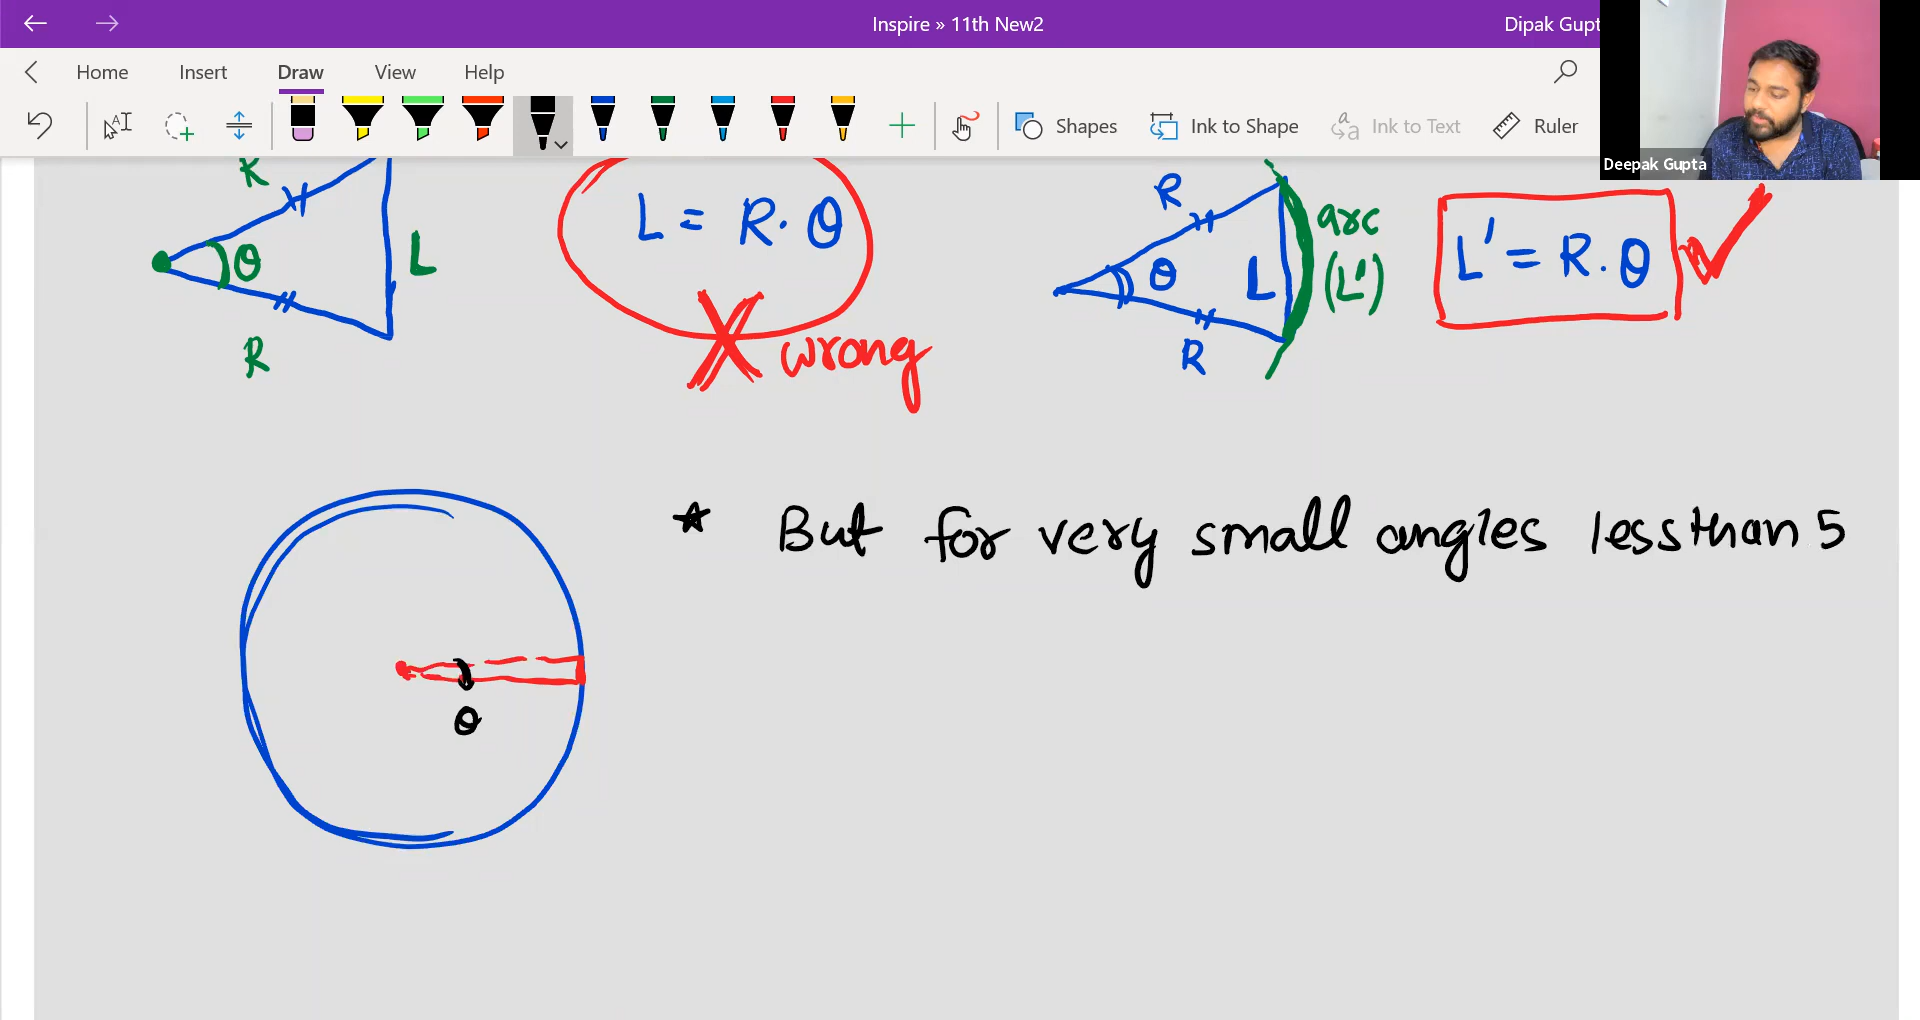 Inspire » 11th New2
Dipak Gupt
Home Insert Draw View Help
Shapes
Ink to Shape
Ink to Text
Ruler
Deepak Gupta
R
θ
L
R
L = R. θ
wrong
R
θ
L
R
arc
(L')
L' = R. θ
* But for very small angles less than 5
θ